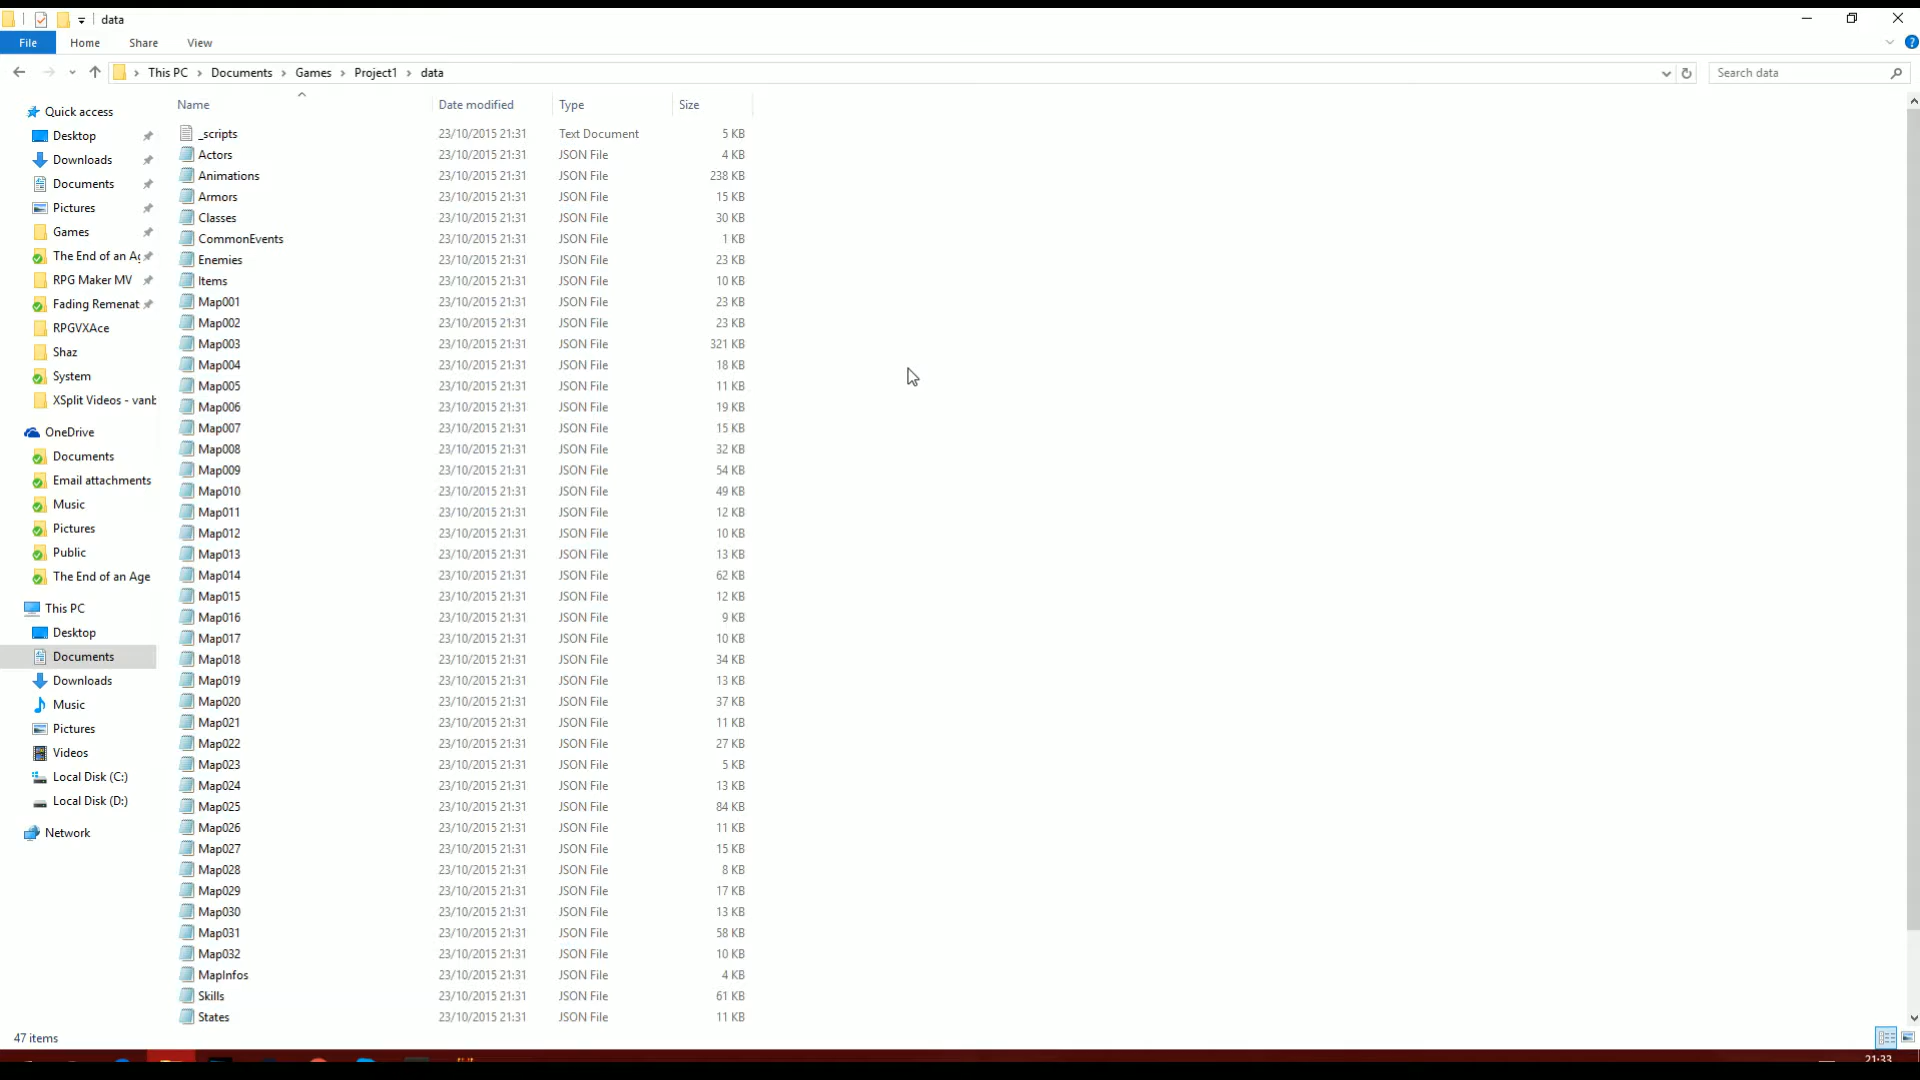 data
File Home Share View
This PC Documents Games Project1 data Search data
Name Date modified Type Size
Quick access
Desktop
Downloads
Documents
Pictures
Games
The End of an Ag
RPG Maker MV
Fading Remenat
RPGVXAce
Shaz
System
XSplit Videos - vanb
OneDrive
Documents
Email attachments
Music
Pictures
Public
The End of an Age
This PC
Desktop
Documents
Downloads
Music
Pictures
Videos
Local Disk (C:)
Local Disk (D:)
Network
_scripts 23/10/2015 21:31 Text Document 5 KB
Actors 23/10/2015 21:31 JSON File 4 KB
Animations 23/10/2015 21:31 JSON File 238 KB
Armors 23/10/2015 21:31 JSON File 15 KB
Classes 23/10/2015 21:31 JSON File 30 KB
CommonEvents 23/10/2015 21:31 JSON File 1 KB
Enemies 23/10/2015 21:31 JSON File 23 KB
Items 23/10/2015 21:31 JSON File 10 KB
Map001 23/10/2015 21:31 JSON File 23 KB
Map002 23/10/2015 21:31 JSON File 23 KB
Map003 23/10/2015 21:31 JSON File 321 KB
Map004 23/10/2015 21:31 JSON File 18 KB
Map005 23/10/2015 21:31 JSON File 11 KB
Map006 23/10/2015 21:31 JSON File 19 KB
Map007 23/10/2015 21:31 JSON File 15 KB
Map008 23/10/2015 21:31 JSON File 32 KB
Map009 23/10/2015 21:31 JSON File 54 KB
Map010 23/10/2015 21:31 JSON File 49 KB
Map011 23/10/2015 21:31 JSON File 12 KB
Map012 23/10/2015 21:31 JSON File 10 KB
Map013 23/10/2015 21:31 JSON File 13 KB
Map014 23/10/2015 21:31 JSON File 62 KB
Map015 23/10/2015 21:31 JSON File 12 KB
Map016 23/10/2015 21:31 JSON File 9 KB
Map017 23/10/2015 21:31 JSON File 10 KB
Map018 23/10/2015 21:31 JSON File 34 KB
Map019 23/10/2015 21:31 JSON File 13 KB
Map020 23/10/2015 21:31 JSON File 37 KB
Map021 23/10/2015 21:31 JSON File 11 KB
Map022 23/10/2015 21:31 JSON File 27 KB
Map023 23/10/2015 21:31 JSON File 5 KB
Map024 23/10/2015 21:31 JSON File 13 KB
Map025 23/10/2015 21:31 JSON File 84 KB
Map026 23/10/2015 21:31 JSON File 11 KB
Map027 23/10/2015 21:31 JSON File 15 KB
Map028 23/10/2015 21:31 JSON File 8 KB
Map029 23/10/2015 21:31 JSON File 17 KB
Map030 23/10/2015 21:31 JSON File 13 KB
Map031 23/10/2015 21:31 JSON File 58 KB
Map032 23/10/2015 21:31 JSON File 10 KB
MapInfos 23/10/2015 21:31 JSON File 4 KB
Skills 23/10/2015 21:31 JSON File 61 KB
States 23/10/2015 21:31 JSON File 11 KB
47 items
21:33